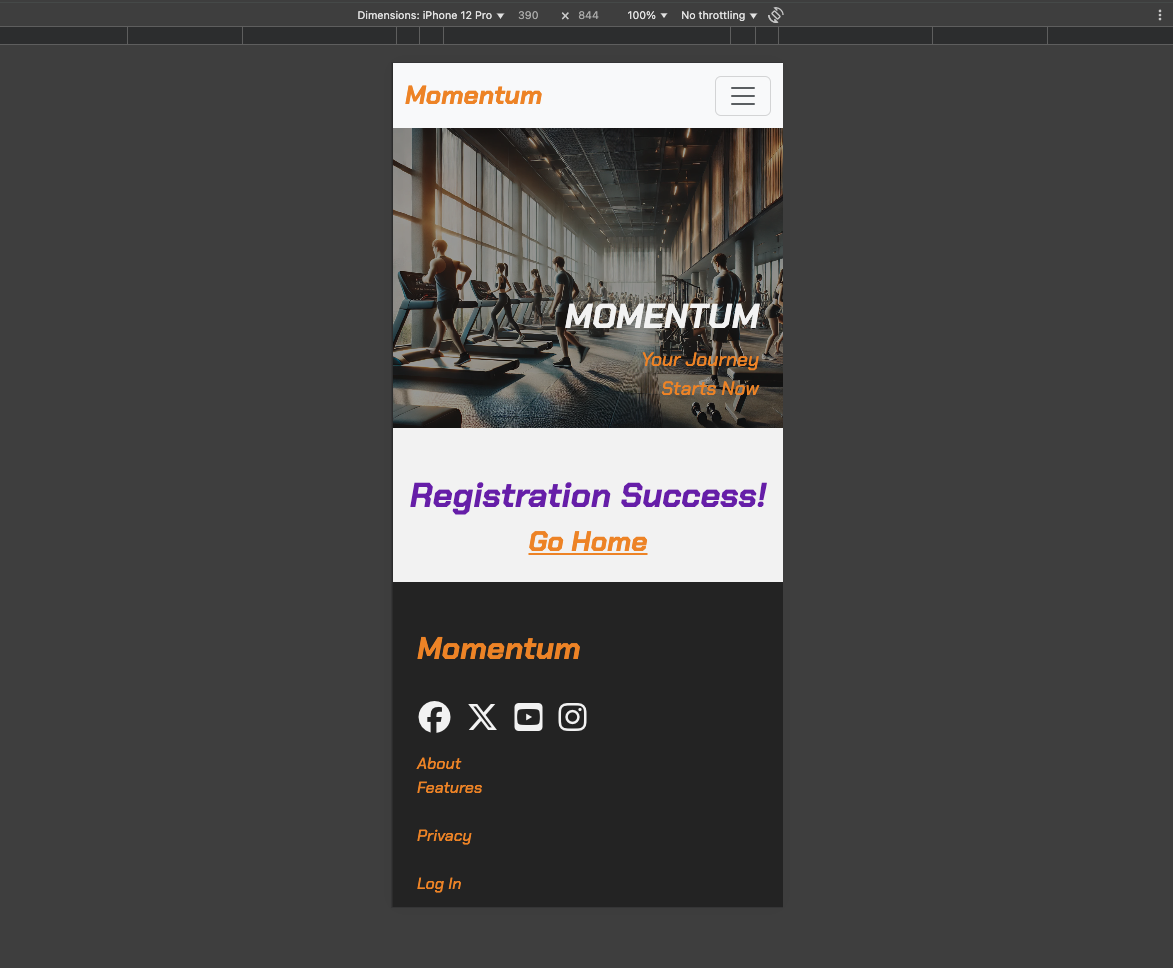 Dimensions: iPhone 12 Pro ▼ 390 × 844 100% ▼ No throttling ▼
Momentum
MOMENTUM
Your Journey
Starts Now
Registration Success!
Go Home
Momentum
About
Features
Privacy
Log In